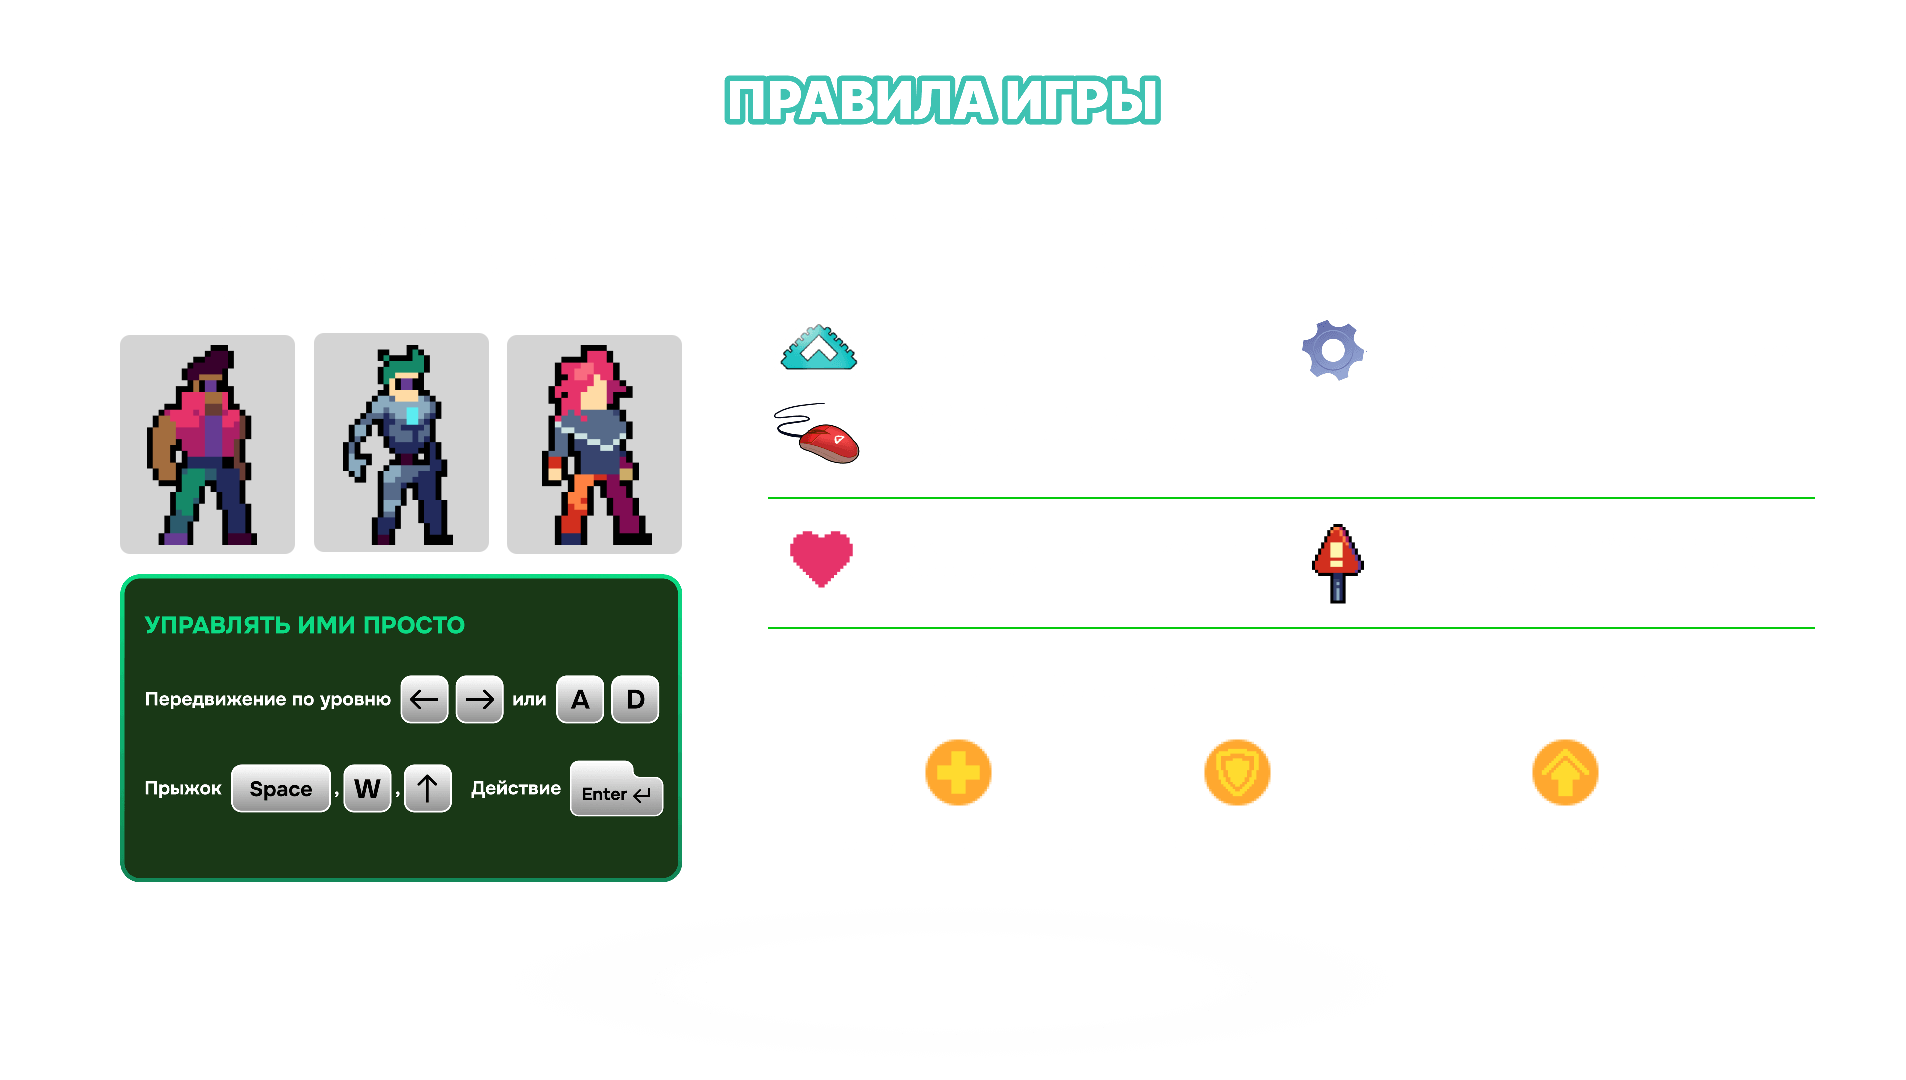 ПРАВИЛА ИГРЫ
УПРАВЛЯТЬ ИМИ ПРОСТО
Передвижение по уровню ← → или A D
Прыжок Space , W , ↑ Действие Enter ↵